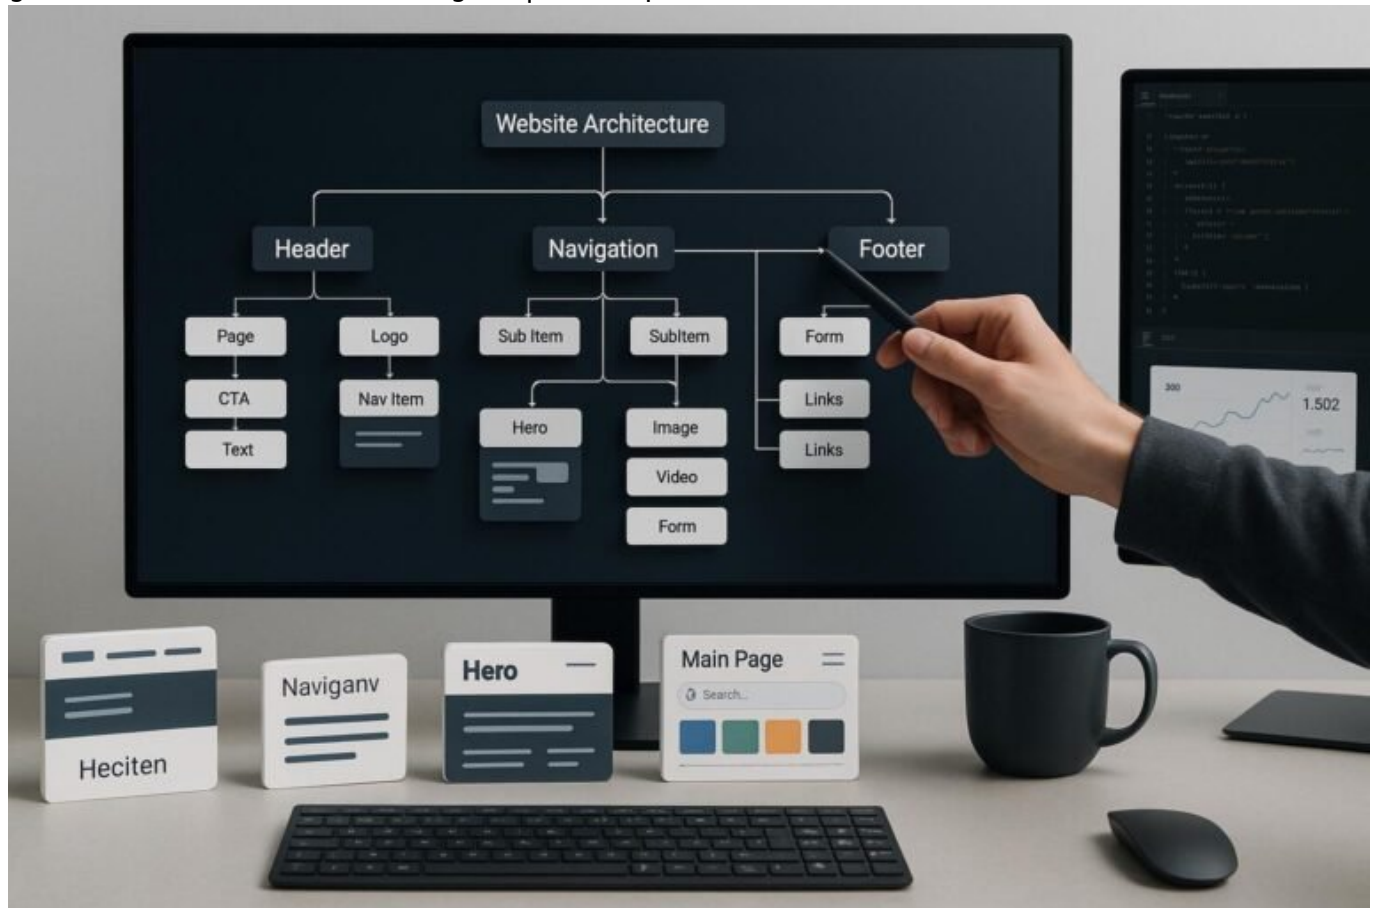 Website Architecture
Header
Navigation
Footer
Page
Logo
Sub Item
SubItem
Form
CTA
Nav Item
Links
Text
Hero
Image
Links
Video
Form
200
1.502
Heciten
Naviganv
Hero
Main Page
Search...